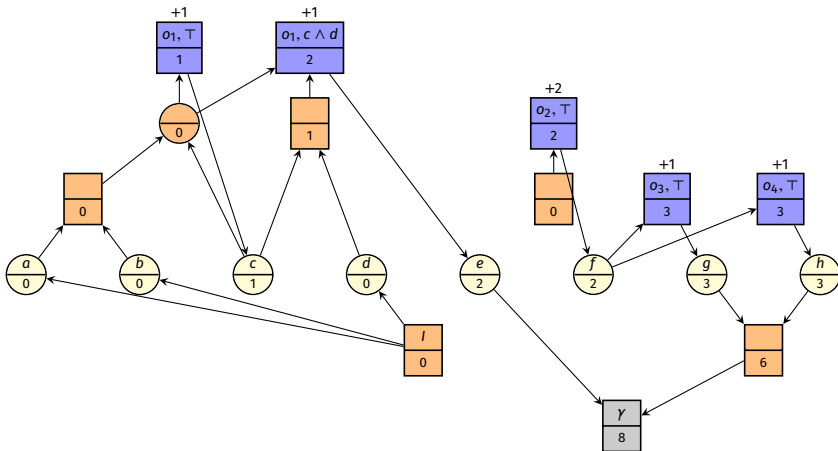 +1 +1
o₁, ⊤ o₁, c ∧ d
1 2
+2
o₂, ⊤
0 1 2
+1 +1
o₃, ⊤ o₄, ⊤
0 0 3 3
a b c d e f g h
0 0 1 0 2 2 3 3
I
0 6
γ
8